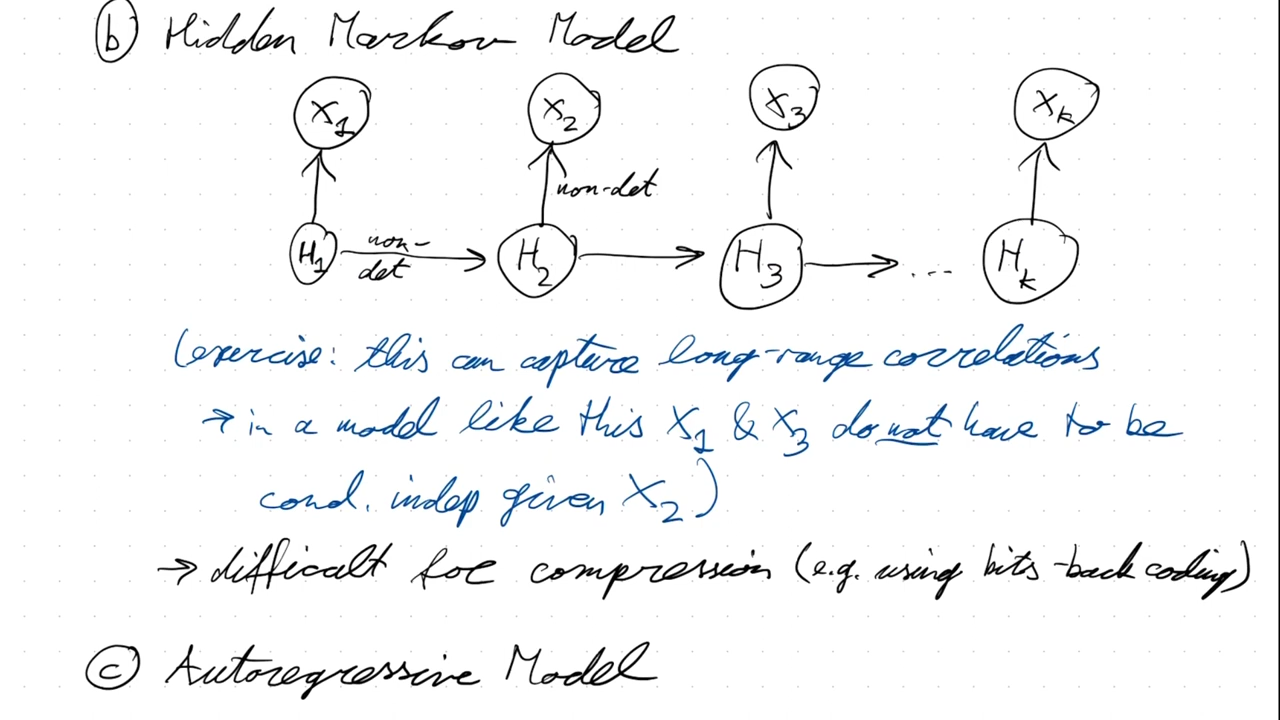 ⓑ Hidden Markov Model
X₁ X₂ X₃ Xₖ
non-det
H₁ non-det H₂ H₃ ... Hₖ
(exercise: this can capture long-range correlations
→ in a model like this X₁ & X₃ do not have to be
cond. indep given X₂)
→ difficult for compression (e.g. using bits-back coding)
ⓒ Autoregressive Model